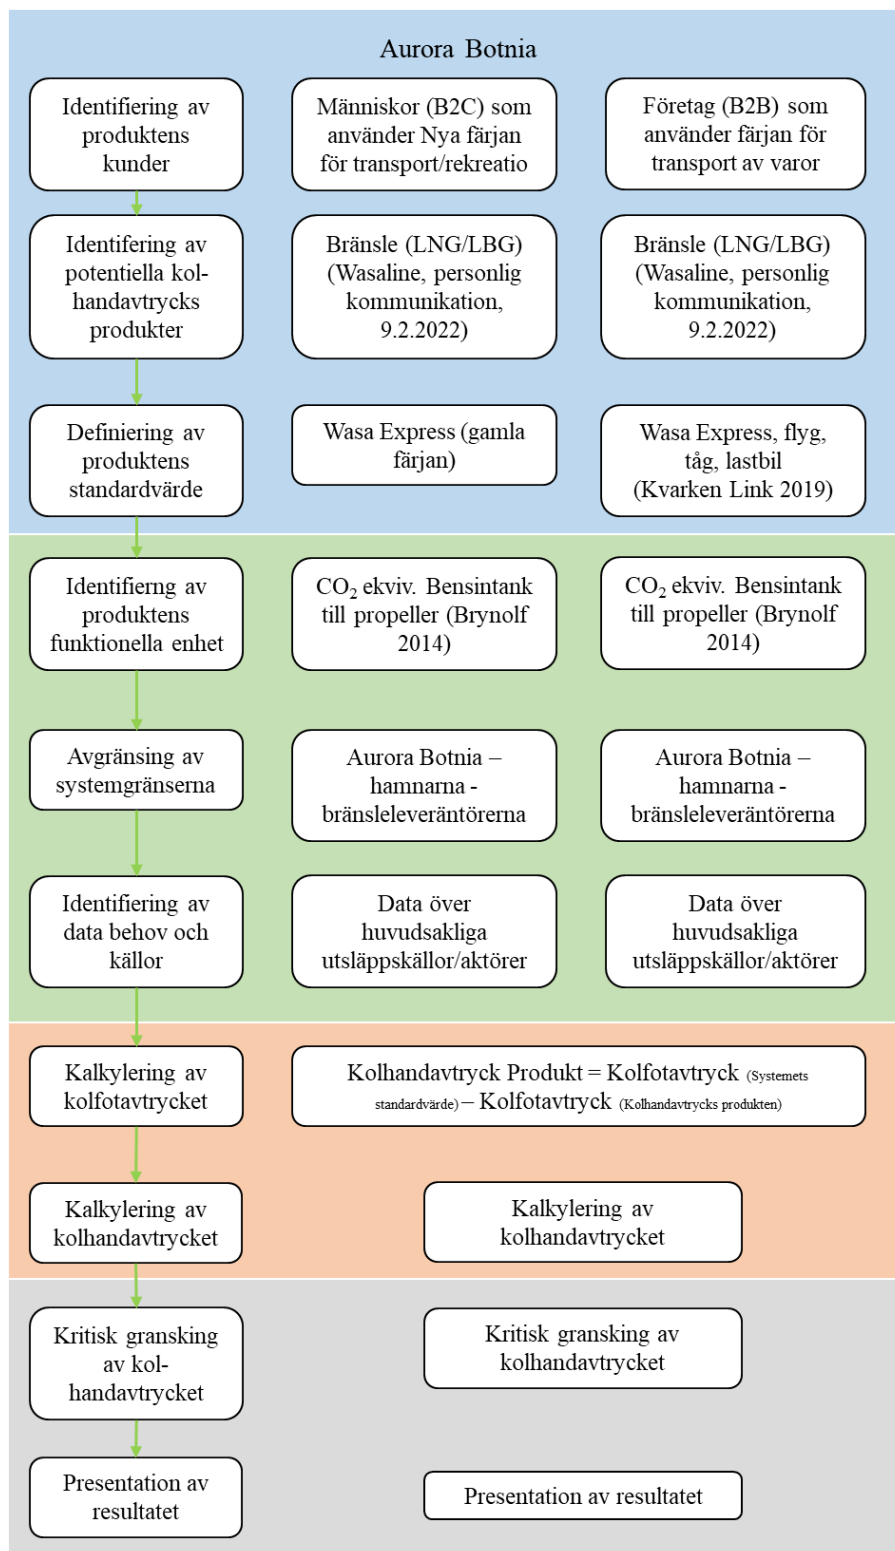 Aurora Botnia
Identifiering av
produktens
kunder
Människor (B2C) som
använder Nya färjan
för transport/rekreatio
Företag (B2B) som
använder färjan för
transport av varor
Identifering av
potentiella kol-
handavtrycks
produkter
Bränsle (LNG/LBG)
(Wasaline, personlig
kommunikation,
9.2.2022)
Bränsle (LNG/LBG)
(Wasaline, personlig
kommunikation,
9.2.2022)
Definiering av
produktens
standardvärde
Wasa Express (gamla
färjan)
Wasa Express, flyg,
tåg, lastbil
(Kvarken Link 2019)
Identifierng av
produktens
funktionella enhet
CO₂ ekviv. Bensintank
till propeller (Brynolf
2014)
CO₂ ekviv. Bensintank
till propeller (Brynolf
2014)
Avgränsing av
systemgränserna
Aurora Botnia –
hamnarna -
bränsleleverantörerna
Aurora Botnia –
hamnarna -
bränsleleverantörerna
Identifiering av
data behov och
källor
Data över
huvudsakliga
utsläppskällor/aktörer
Data över
huvudsakliga
utsläppskällor/aktörer
Kalkylering av
kolfotavtrycket
Kolhandavtryck Produkt = Kolfotavtryck (Systemets
standardvärde) – Kolfotavtryck (Kolhandavtrycks produkten)
Kalkylering av
kolhandavtrycket
Kalkylering av
kolhandavtrycket
Kritisk gransking
av kol-
handavtrycket
Kritisk gransking av
kolhandavtrycket
Presentation av
resultatet
Presentation av resultatet